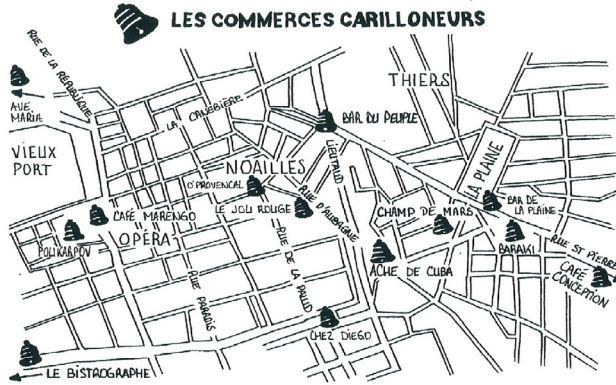 LES COMMERCES CARILLONEURS
RUE DE LA RÉPUBLIQUE
AVE
MARIA
VIEUX
PORT
LA CANEBIÈRE
THIERS
BAR DU PEUPLE
NOAILLES
LIEUTAUD
LA PLAINE
O'PROVENÇAL
LE JOLI ROUGE
RUE D'AUBAGNE
CHAMP DE MARS
BAR DE
LA PLAINE
CAFÉ MARENGO
OPÉRA
POLIKARPOV
BARAKI
RUE ST PIERRE
CAFÉ
CONCEPTION
ACHE DE CUBA
RUE PARADIS
RUE DE LA PALUD
CHEZ DIEGO
LE BISTROGRAPHE